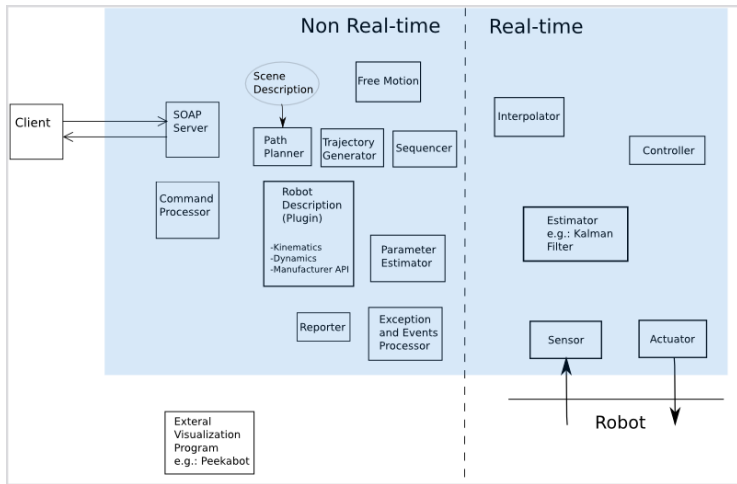 Non Real-time
Real-time
Scene
Description
Free Motion
Client
SOAP
Server
Interpolator
Path
Planner
Trajectory
Generator
Sequencer
Controller
Command
Processor
Robot
Description
(Plugin)
-Kinematics
-Dynamics
-Manufacturer API
Parameter
Estimator
Estimator
e.g.: Kalman
Filter
Reporter
Exception
and Events
Processor
Sensor
Actuator
Robot
Exteral
Visualization
Program
e.g.: Peekabot